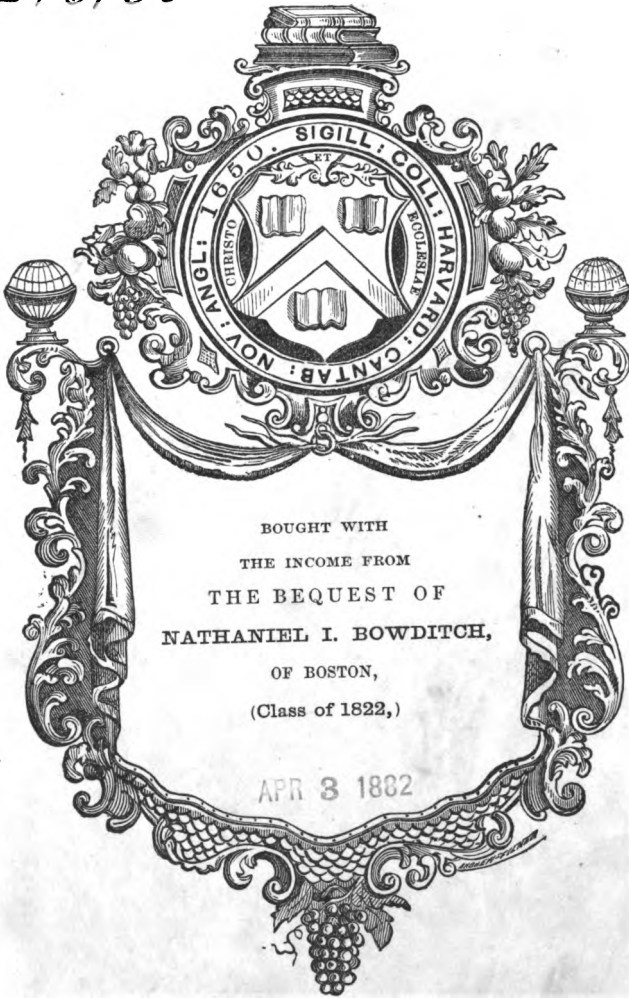 SIGILL: COLL: HARVARD: CANTAB: NOV: ANGL: 1650.
CHRISTO
ET
ECCLESIAE
BOUGHT WITH
THE INCOME FROM
THE BEQUEST OF
NATHANIEL I. BOWDITCH,
OF BOSTON,
(Class of 1822,)
APR 3 1882